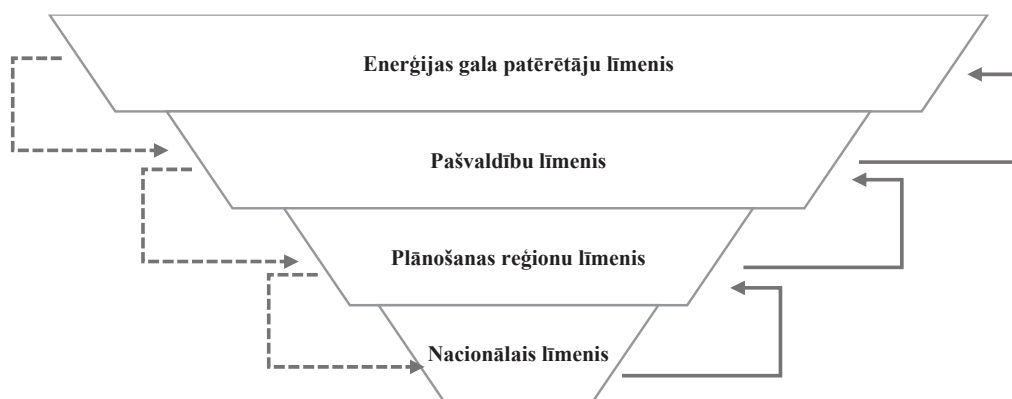 Enerģijas gala patērētāju līmenis
Pašvaldību līmenis
Plānošanas reģionu līmenis
Nacionālais līmenis